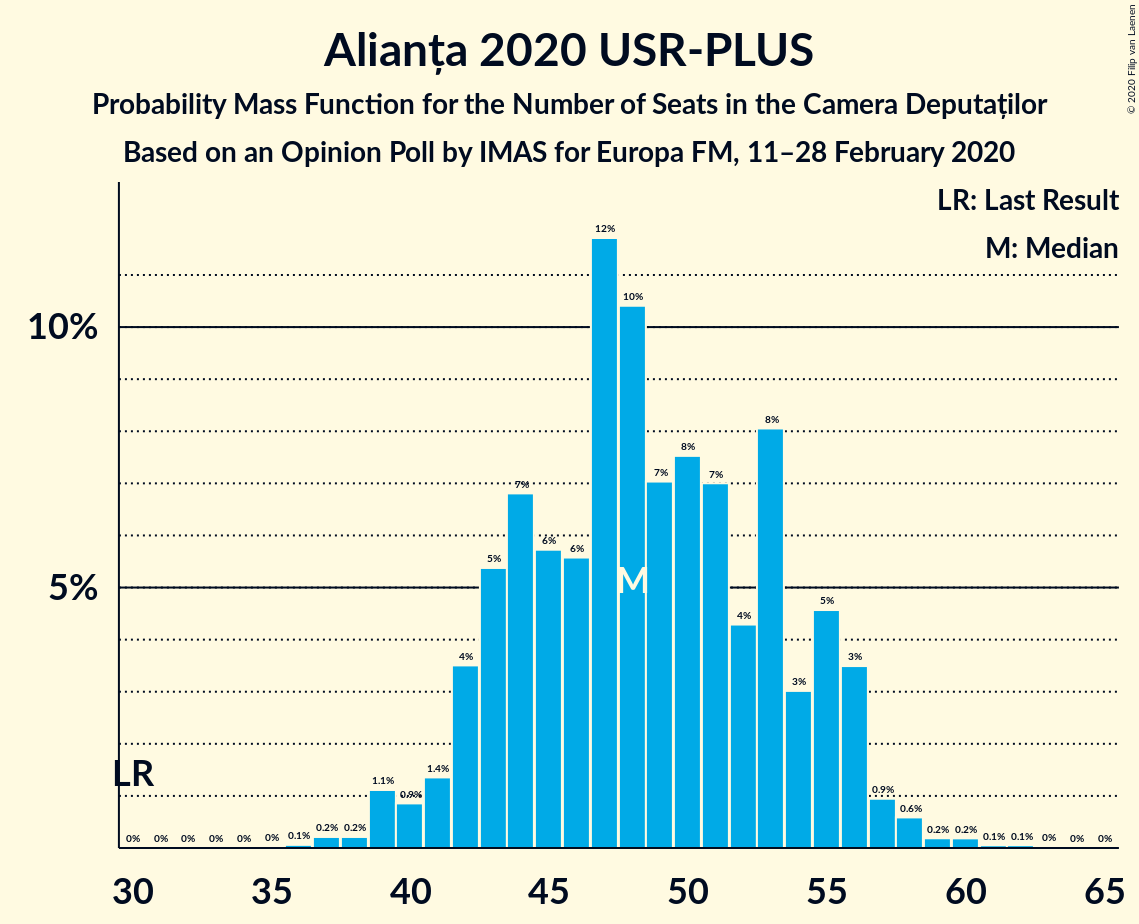 Alianța 2020 USR-PLUS
Probability Mass Function for the Number of Seats in the Camera Deputaților
Based on an Opinion Poll by IMAS for Europa FM, 11–28 February 2020
© 2020 Filip van Laenen
LR: Last Result
M: Median
10%
5%
LR
M
0% 0% 0% 0% 0% 0% 0.1% 0.2% 0.2% 1.1% 0.9% 1.4% 4% 5% 7% 6% 6% 12% 10% 7% 8% 7% 4% 8% 3% 5% 3% 0.9% 0.6% 0.2% 0.2% 0.1% 0.1% 0% 0% 0%
30 35 40 45 50 55 60 65